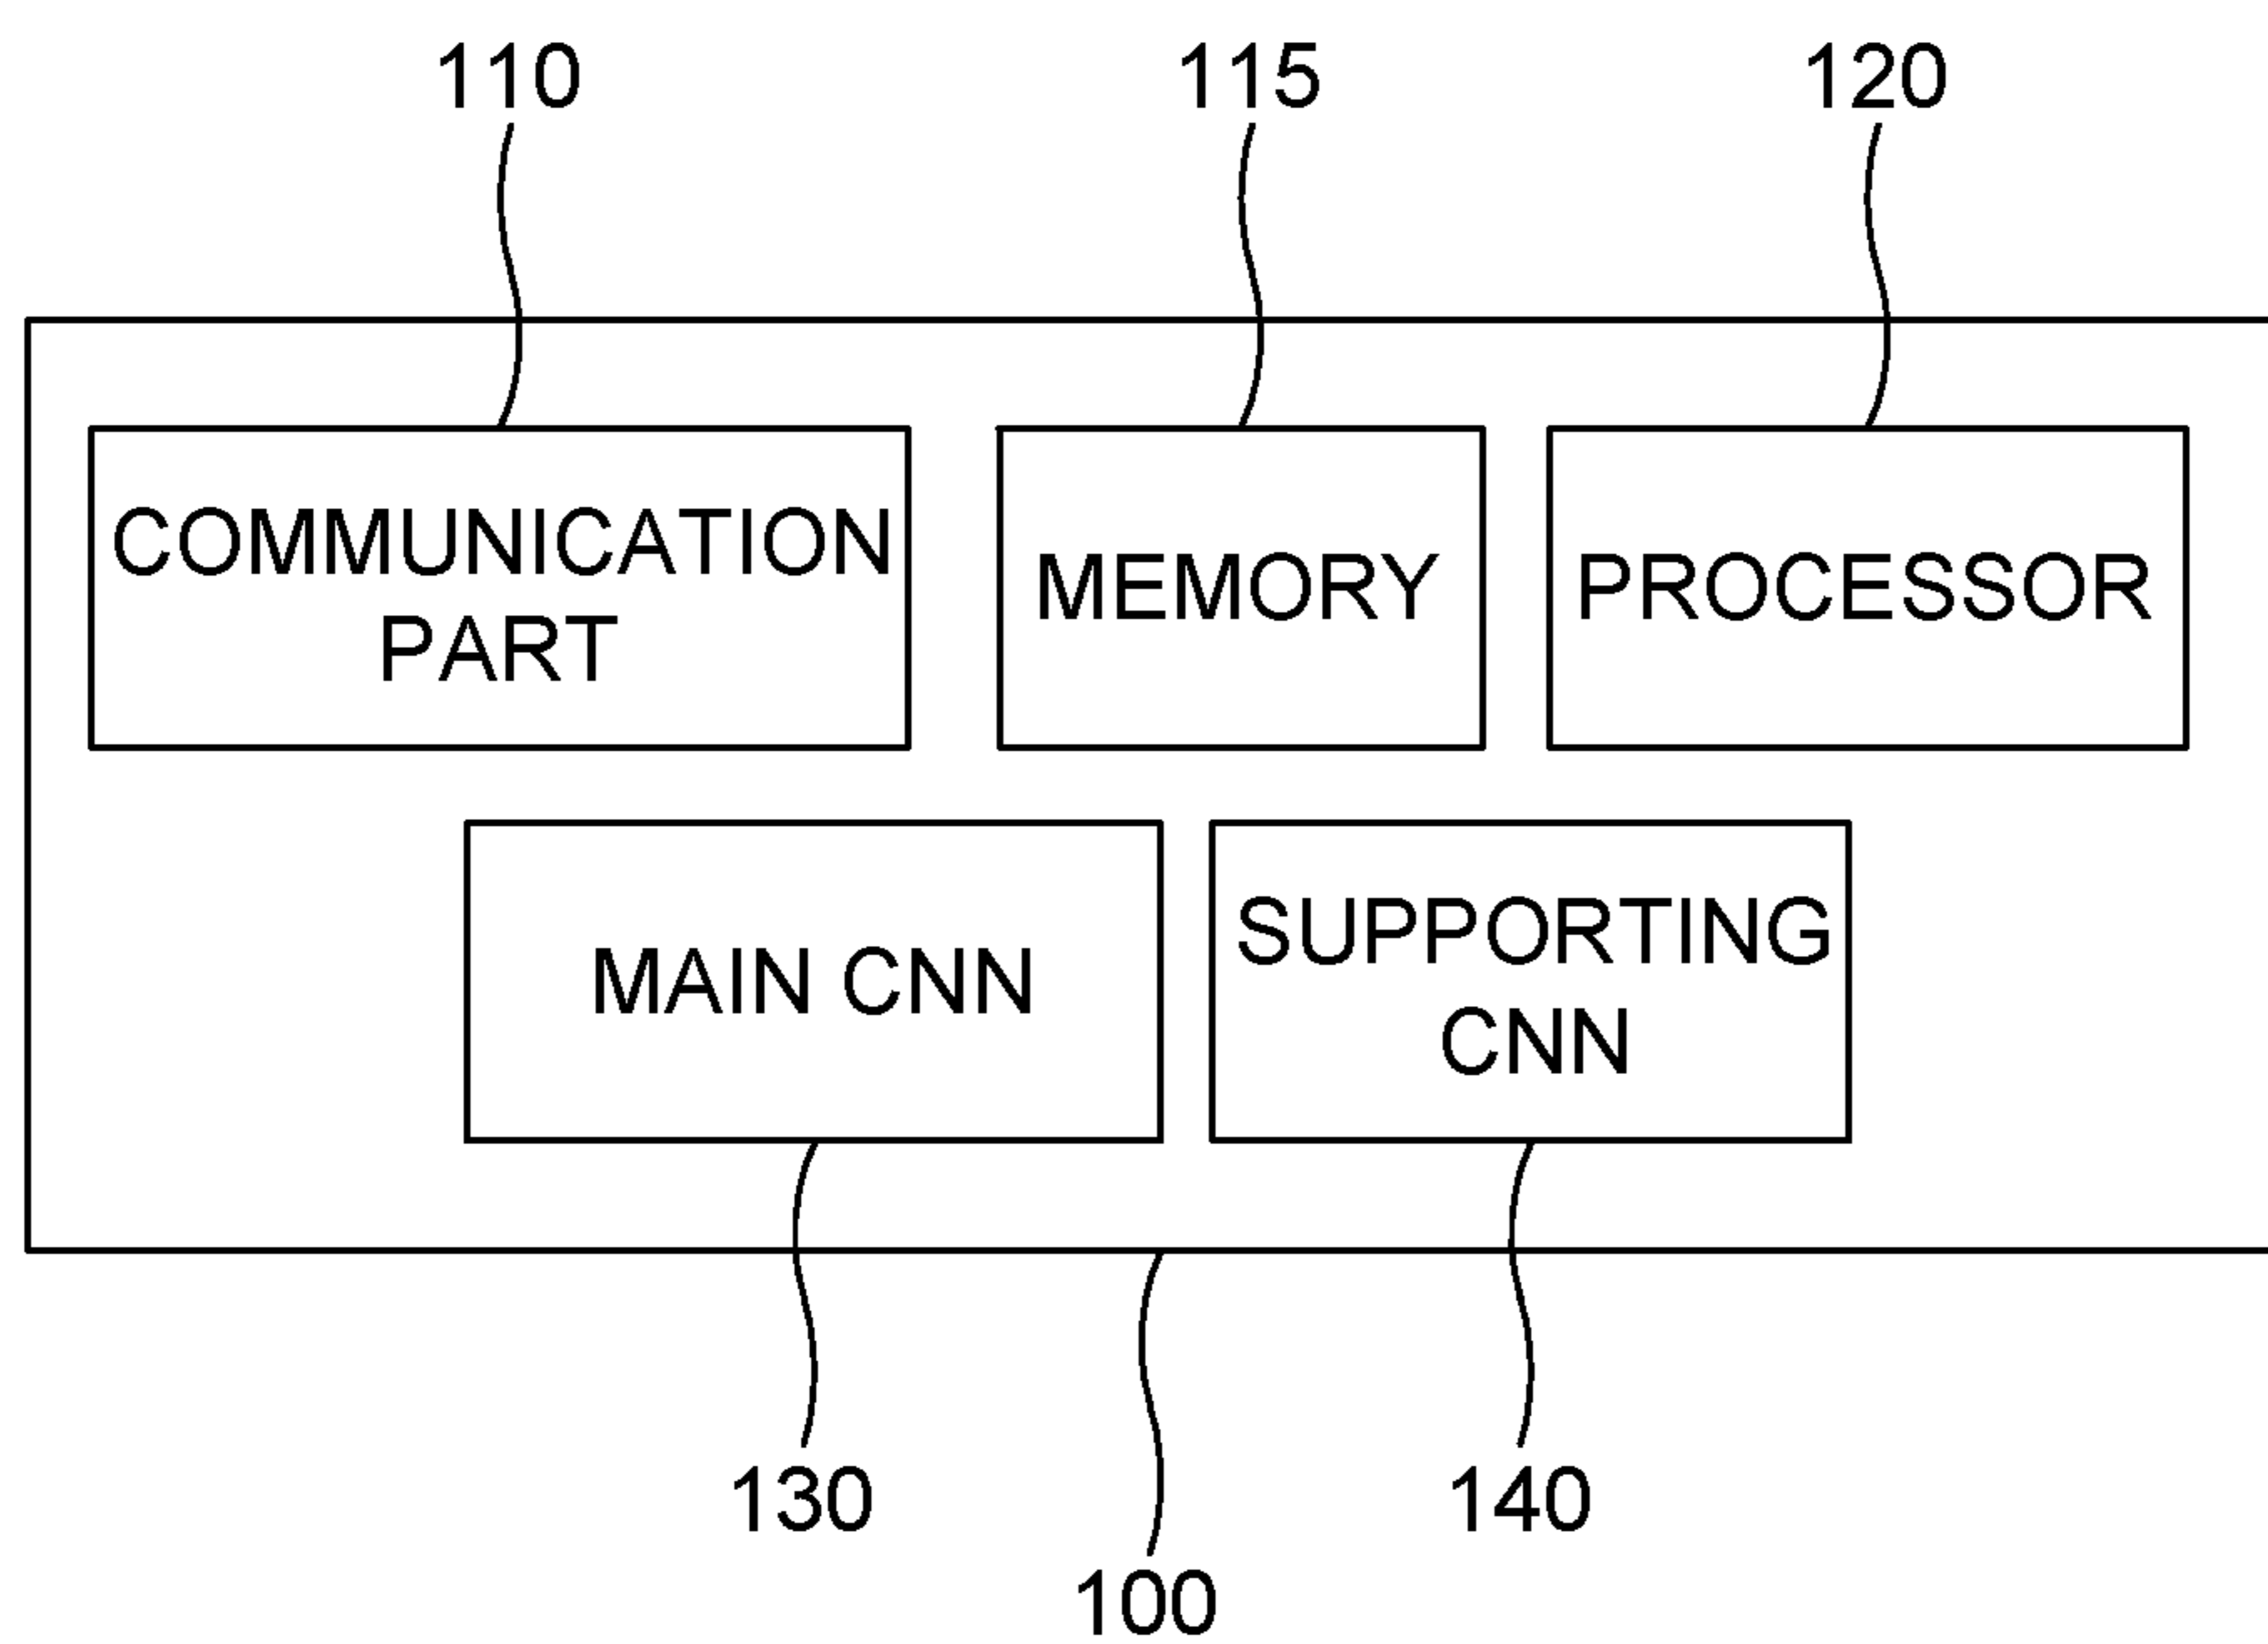 110 115 120
COMMUNICATION
PART
MEMORY
PROCESSOR
MAIN CNN
SUPPORTING
CNN
130
140
100